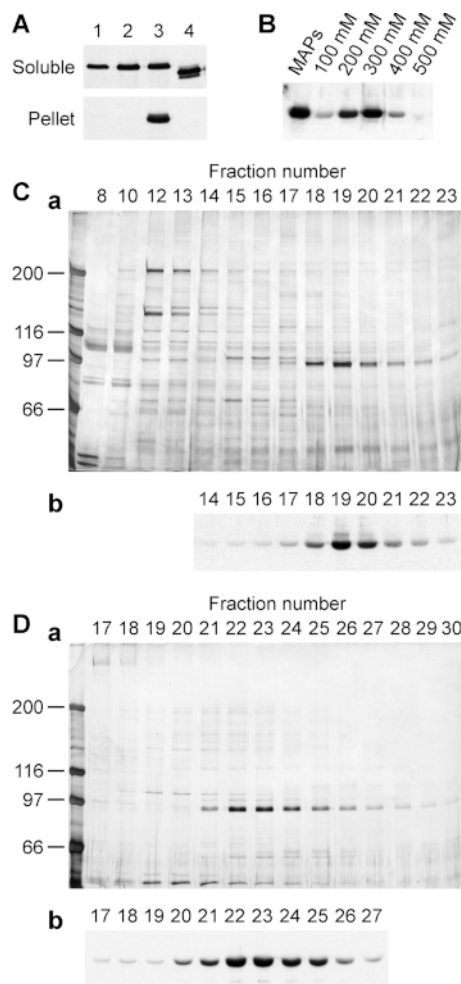 A
1 2 3 4
Soluble
Pellet
B
MAPs 100 mM 200 mM 300 mM 400 mM 500 mM
Fraction number
C a 8 10 12 13 14 15 16 17 18 19 20 21 22 23
200
116
97
66
b 14 15 16 17 18 19 20 21 22 23
Fraction number
D a
17 18 19 20 21 22 23 24 25 26 27 28 29 30
200
116
97
66
b 17 18 19 20 21 22 23 24 25 26 27